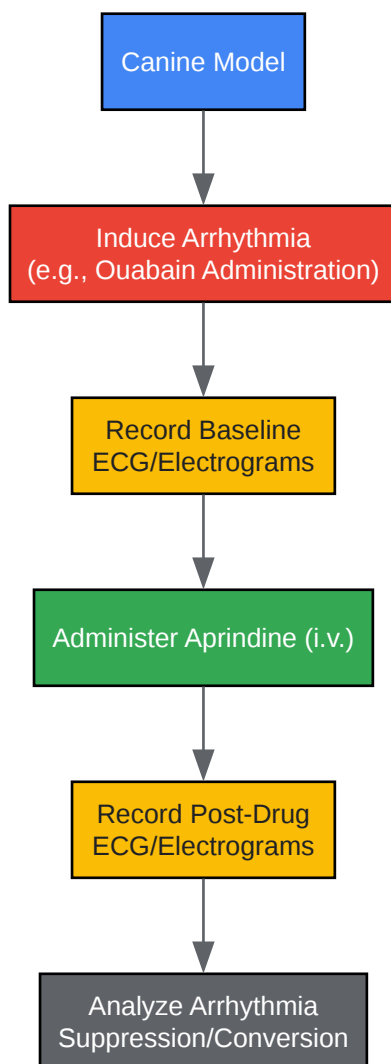 Canine Model
Induce Arrhythmia
(e.g., Ouabain Administration)
Record Baseline
ECG/Electrograms
Administer Aprindine (i.v.)
Record Post-Drug
ECG/Electrograms
Analyze Arrhythmia
Suppression/Conversion